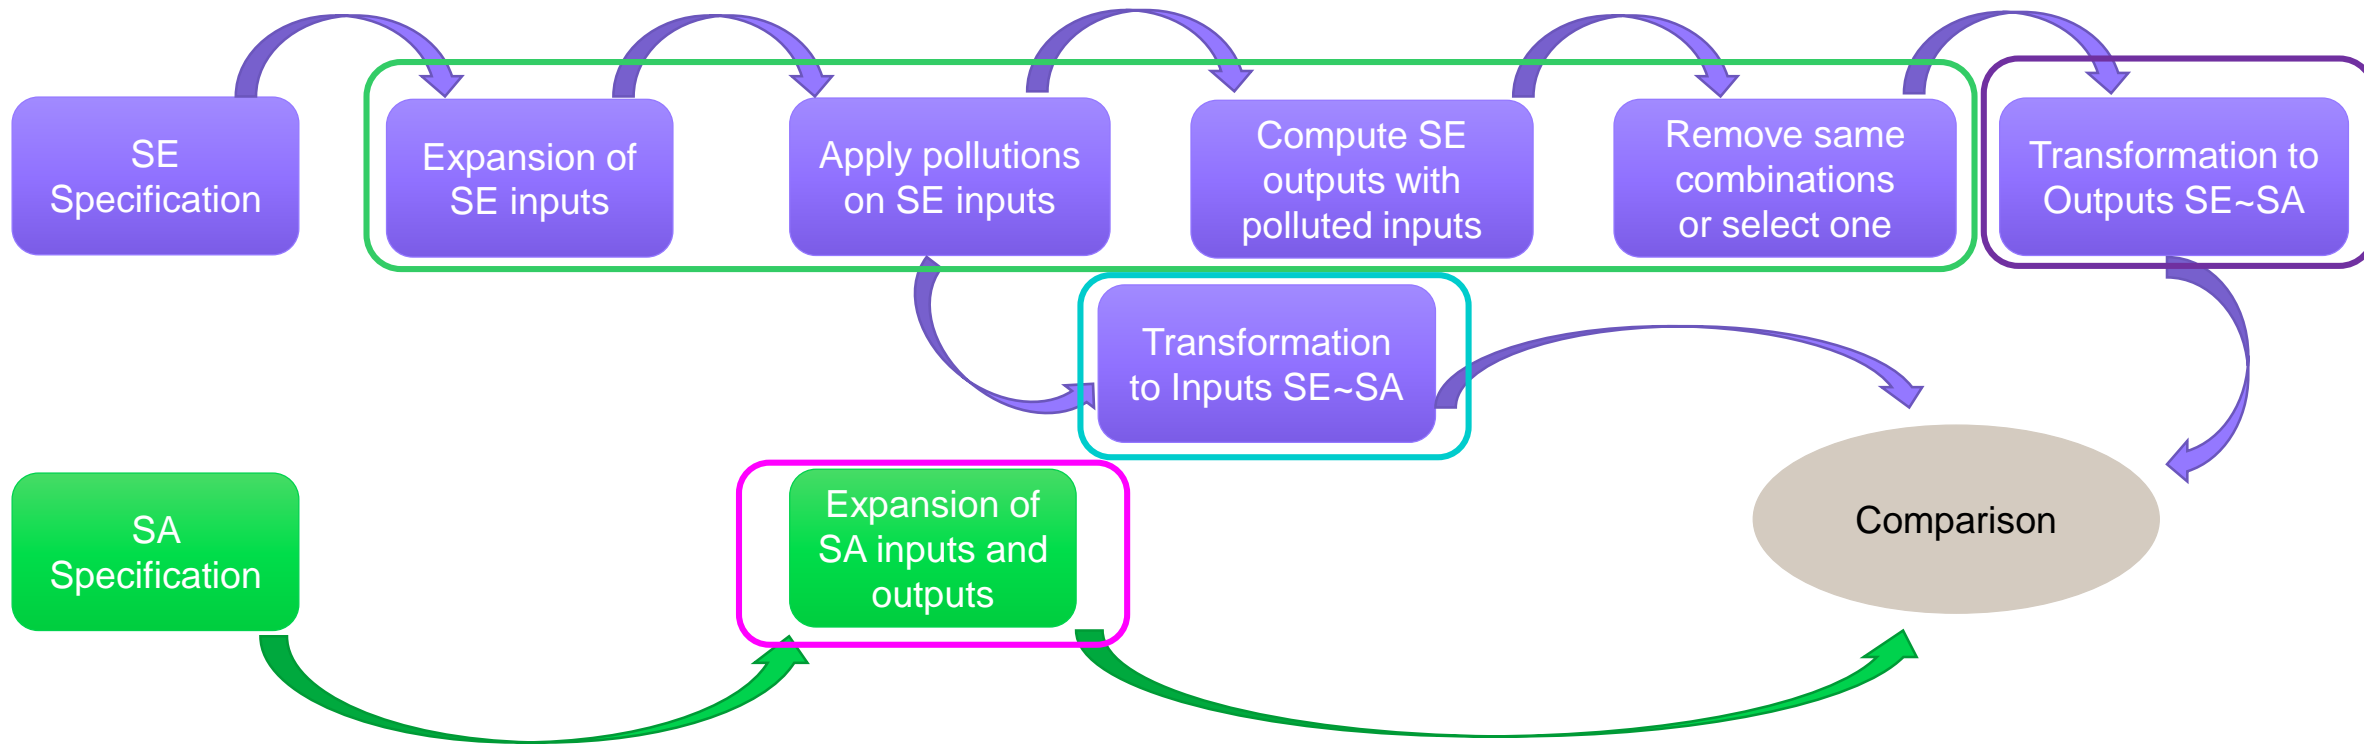 SE
Specification
Expansion of
SE inputs
Apply pollutions
on SE inputs
Compute SE
outputs with
polluted inputs
Remove same
combinations
or select one
Transformation to
Outputs SE~SA
Transformation
to Inputs SE~SA
SA
Specification
Expansion of
SA inputs and
outputs
Comparison